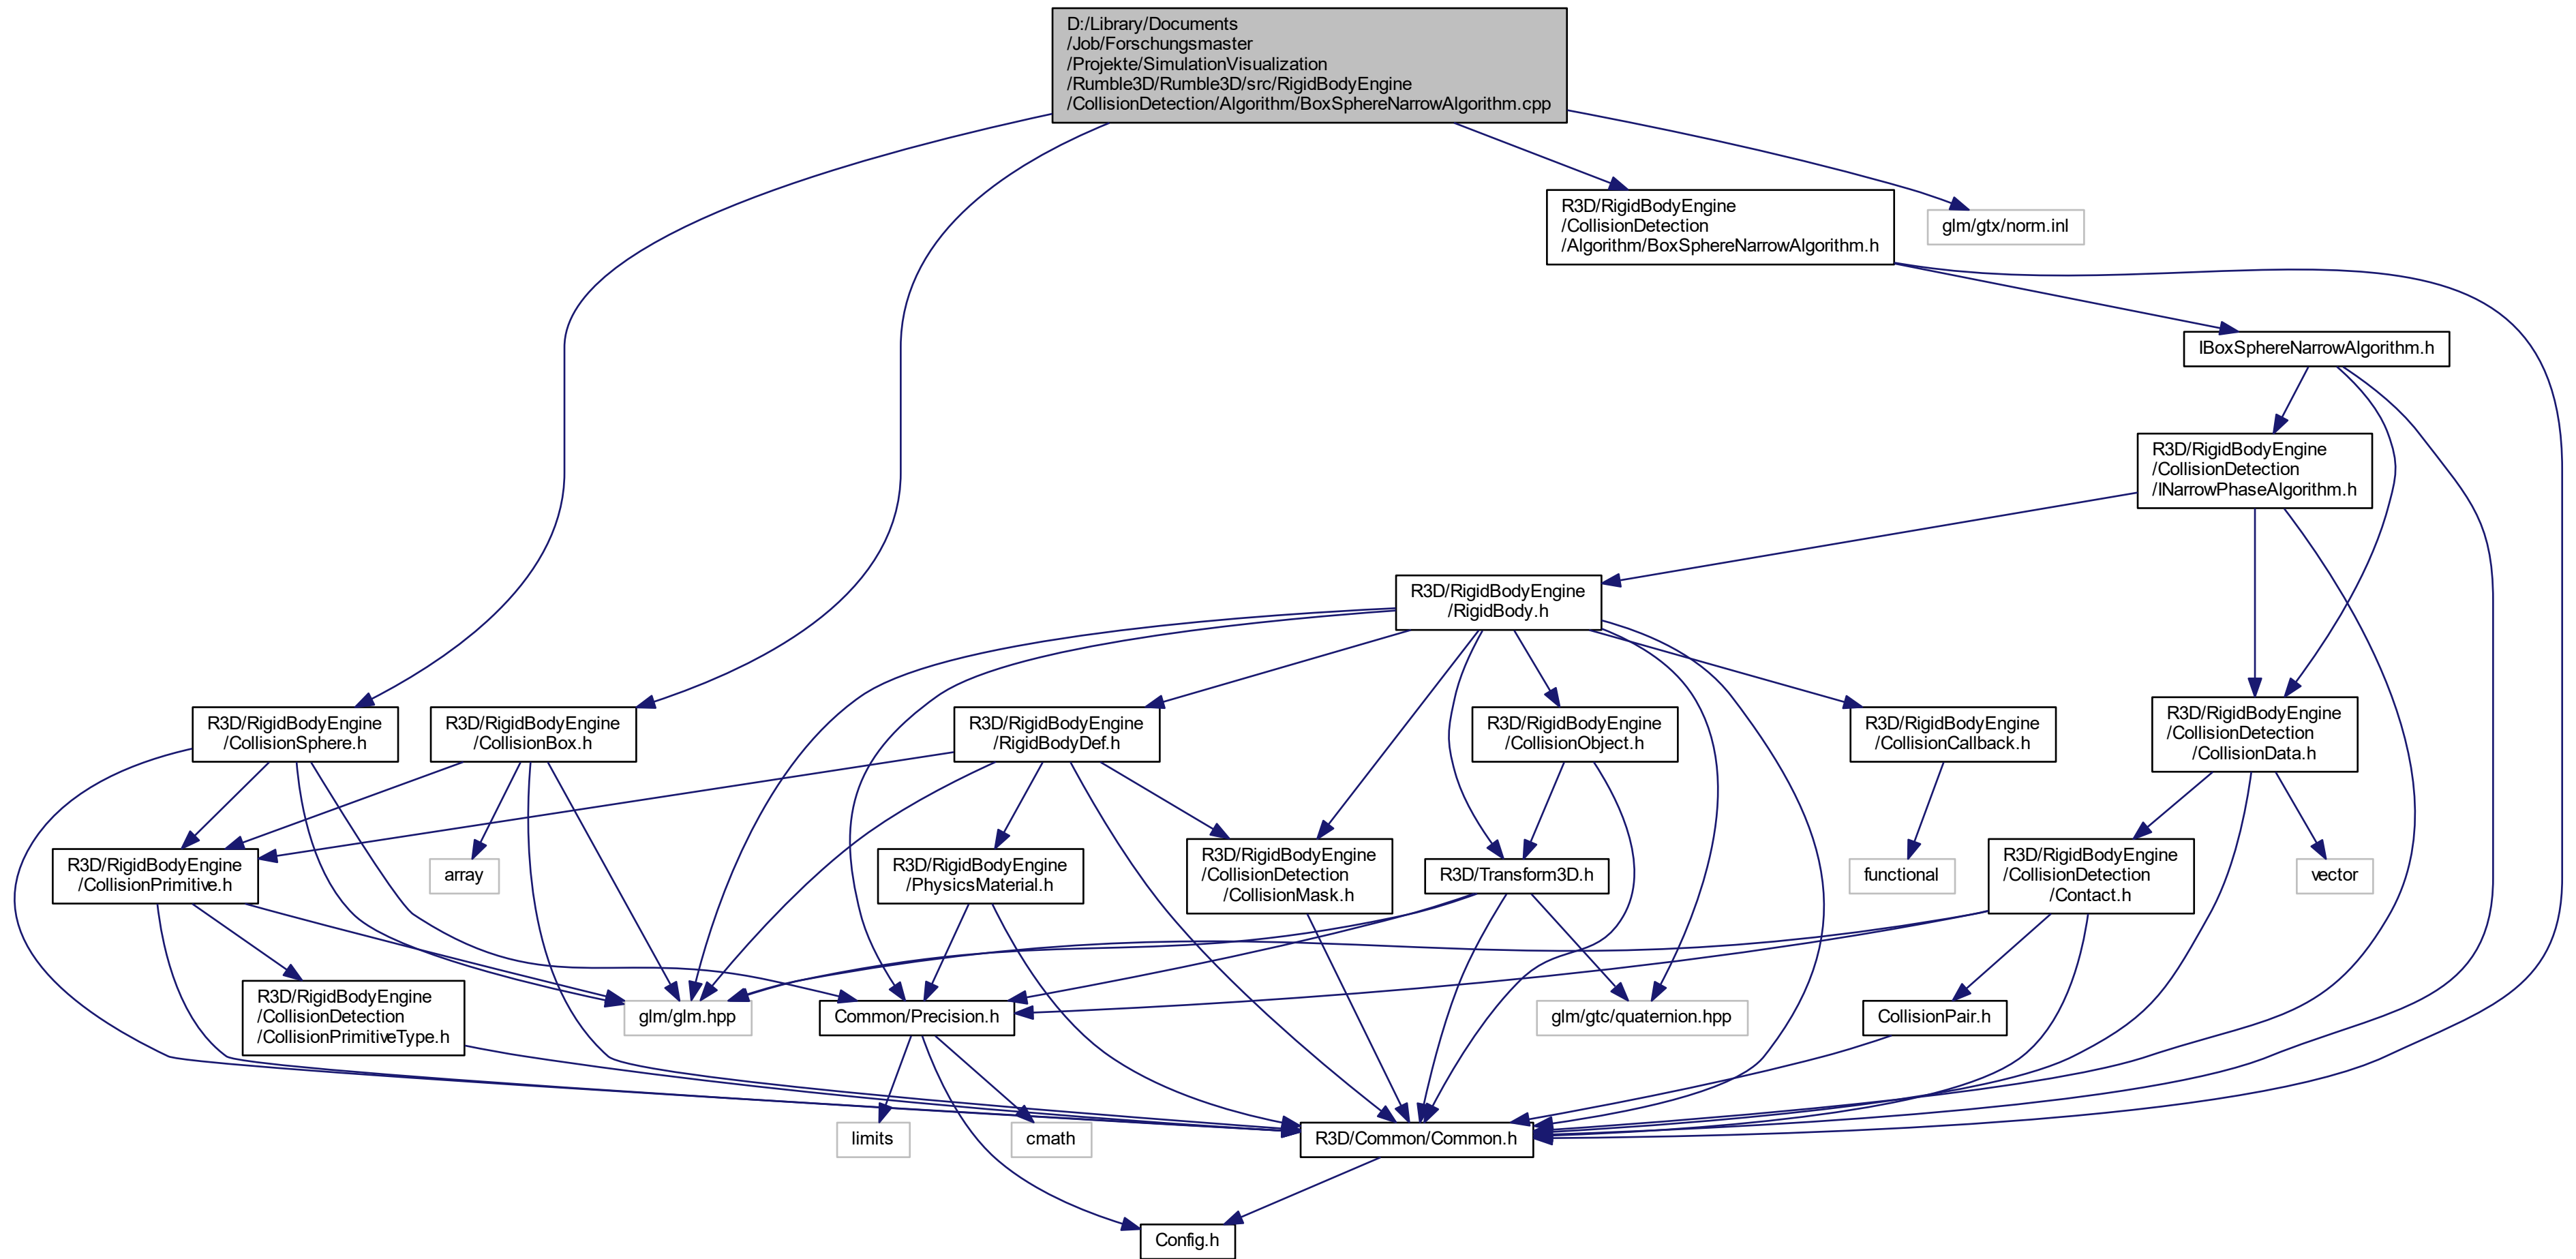 D:/Library/Documents
/Job/Forschungsmaster
/Projekte/SimulationVisualization
/Rumble3D/Rumble3D/src/RigidBodyEngine
/CollisionDetection/Algorithm/BoxSphereNarrowAlgorithm.cpp
R3D/RigidBodyEngine
/CollisionDetection
/Algorithm/BoxSphereNarrowAlgorithm.h
glm/gtx/norm.inl
IBoxSphereNarrowAlgorithm.h
R3D/RigidBodyEngine
/CollisionDetection
/INarrowPhaseAlgorithm.h
R3D/RigidBodyEngine
/RigidBody.h
R3D/RigidBodyEngine
/CollisionSphere.h
R3D/RigidBodyEngine
/CollisionBox.h
R3D/RigidBodyEngine
/RigidBodyDef.h
R3D/RigidBodyEngine
/CollisionObject.h
R3D/RigidBodyEngine
/CollisionCallback.h
R3D/RigidBodyEngine
/CollisionDetection
/CollisionData.h
R3D/RigidBodyEngine
/CollisionPrimitive.h
array
R3D/RigidBodyEngine
/PhysicsMaterial.h
R3D/RigidBodyEngine
/CollisionDetection
/CollisionMask.h
R3D/Transform3D.h
functional
R3D/RigidBodyEngine
/CollisionDetection
/Contact.h
vector
R3D/RigidBodyEngine
/CollisionDetection
/CollisionPrimitiveType.h
glm/glm.hpp
Common/Precision.h
glm/gtc/quaternion.hpp
CollisionPair.h
limits
cmath
R3D/Common/Common.h
Config.h